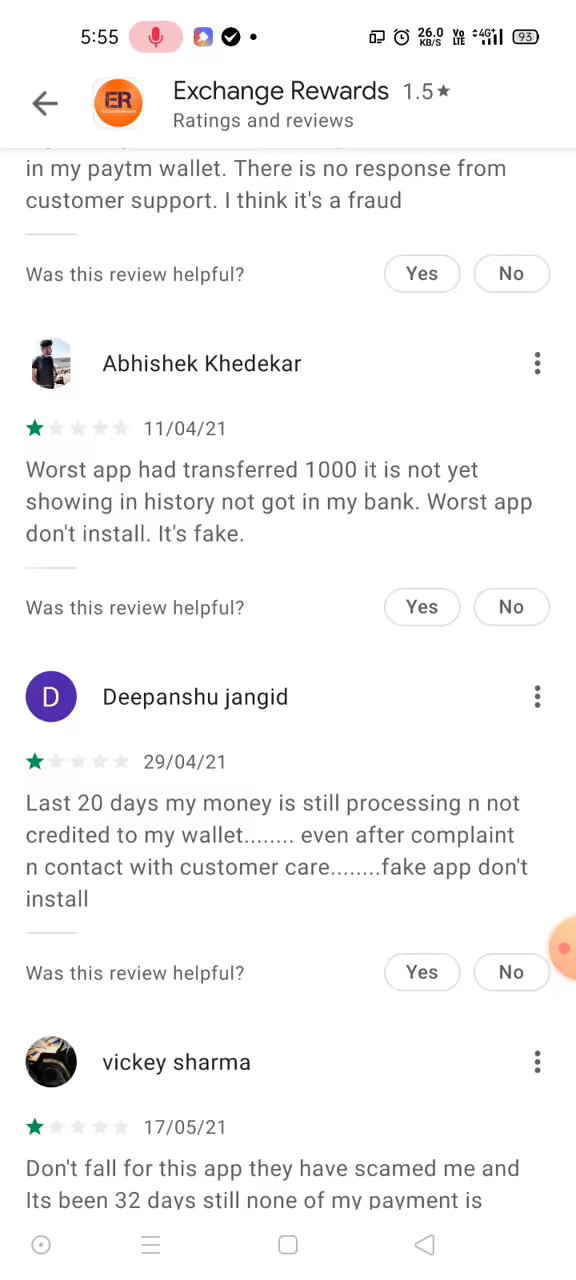 5:55
26.0
KB/S
Vo
LTE
4G+
93
ER
Exchange Rewards 1.5★
Ratings and reviews
in my paytm wallet. There is no response from
customer support. I think it's a fraud
Was this review helpful?
Yes
No
Abhishek Khedekar
11/04/21
Worst app had transferred 1000 it is not yet
showing in history not got in my bank. Worst app
don't install. It's fake.
Was this review helpful?
Yes
No
D
Deepanshu jangid
29/04/21
Last 20 days my money is still processing n not
credited to my wallet........ even after complaint
n contact with customer care........fake app don't
install
Was this review helpful?
Yes
No
vickey sharma
17/05/21
Don't fall for this app they have scamed me and
Its been 32 days still none of my payment is